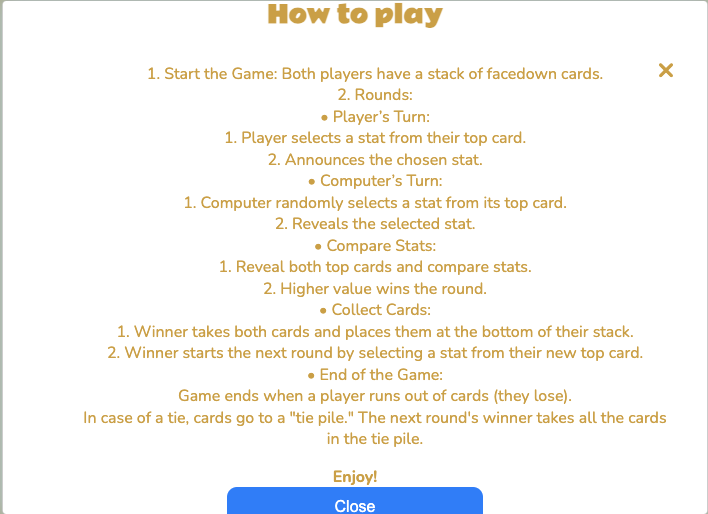 How to play
1. Start the Game: Both players have a stack of facedown cards.
2. Rounds:
• Player’s Turn:
1. Player selects a stat from their top card.
2. Announces the chosen stat.
• Computer’s Turn:
1. Computer randomly selects a stat from its top card.
2. Reveals the selected stat.
• Compare Stats:
1. Reveal both top cards and compare stats.
2. Higher value wins the round.
• Collect Cards:
1. Winner takes both cards and places them at the bottom of their stack.
2. Winner starts the next round by selecting a stat from their new top card.
• End of the Game:
Game ends when a player runs out of cards (they lose).
In case of a tie, cards go to a "tie pile." The next round's winner takes all the cards
in the tie pile.
Enjoy!
Close